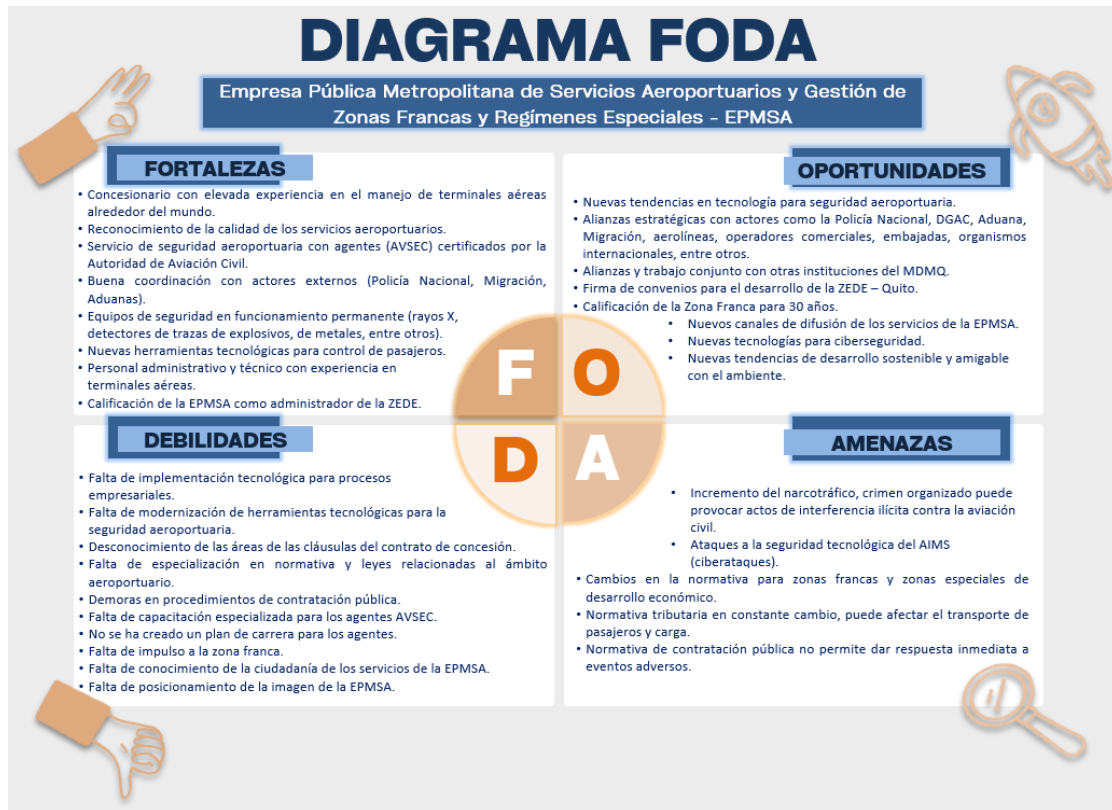 DIAGRAMA FODA
Empresa Pública Metropolitana de Servicios Aeroportuarios y Gestión de
Zonas Francas y Regímenes Especiales - EPMSA
FORTALEZAS
• Concesionario con elevada experiencia en el manejo de terminales aéreas
alrededor del mundo.
• Reconocimiento de la calidad de los servicios aeroportuarios.
• Servicio de seguridad aeroportuaria con agentes (AVSEC) certificados por la
Autoridad de Aviación Civil.
• Buena coordinación con actores externos (Policía Nacional, Migración,
Aduanas).
• Equipos de seguridad en funcionamiento permanente (rayos X,
detectores de trazas de explosivos, de metales, entre otros).
• Nuevas herramientas tecnológicas para control de pasajeros.
• Personal administrativo y técnico con experiencia en
terminales aéreas.
• Calificación de la EPMSA como administrador de la ZEDE.
OPORTUNIDADES
• Nuevas tendencias en tecnología para seguridad aeroportuaria.
• Alianzas estratégicas con actores como la Policía Nacional, DGAC, Aduana,
Migración, aerolíneas, operadores comerciales, embajadas, organismos
internacionales, entre otros.
• Alianzas y trabajo conjunto con otras instituciones del MDMQ.
• Firma de convenios para el desarrollo de la ZEDE – Quito.
• Calificación de la Zona Franca para 30 años.
• Nuevos canales de difusión de los servicios de la EPMSA.
• Nuevas tecnologías para ciberseguridad.
• Nuevas tendencias de desarrollo sostenible y amigable
con el ambiente.
F O
D A
DEBILIDADES
• Falta de implementación tecnológica para procesos
empresariales.
• Falta de modernización de herramientas tecnológicas para la
seguridad aeroportuaria.
• Desconocimiento de las áreas de las cláusulas del contrato de concesión.
• Falta de especialización en normativa y leyes relacionadas al ámbito
aeroportuario.
• Demoras en procedimientos de contratación pública.
• Falta de capacitación especializada para los agentes AVSEC.
• No se ha creado un plan de carrera para los agentes.
• Falta de impulso a la zona franca.
• Falta de conocimiento de la ciudadanía de los servicios de la EPMSA.
• Falta de posicionamiento de la imagen de la EPMSA.
AMENAZAS
• Incremento del narcotráfico, crimen organizado puede
provocar actos de interferencia ilícita contra la aviación
civil.
• Ataques a la seguridad tecnológica del AIMS
(ciberataques).
• Cambios en la normativa para zonas francas y zonas especiales de
desarrollo económico.
• Normativa tributaria en constante cambio, puede afectar el transporte de
pasajeros y carga.
• Normativa de contratación pública no permite dar respuesta inmediata a
eventos adversos.